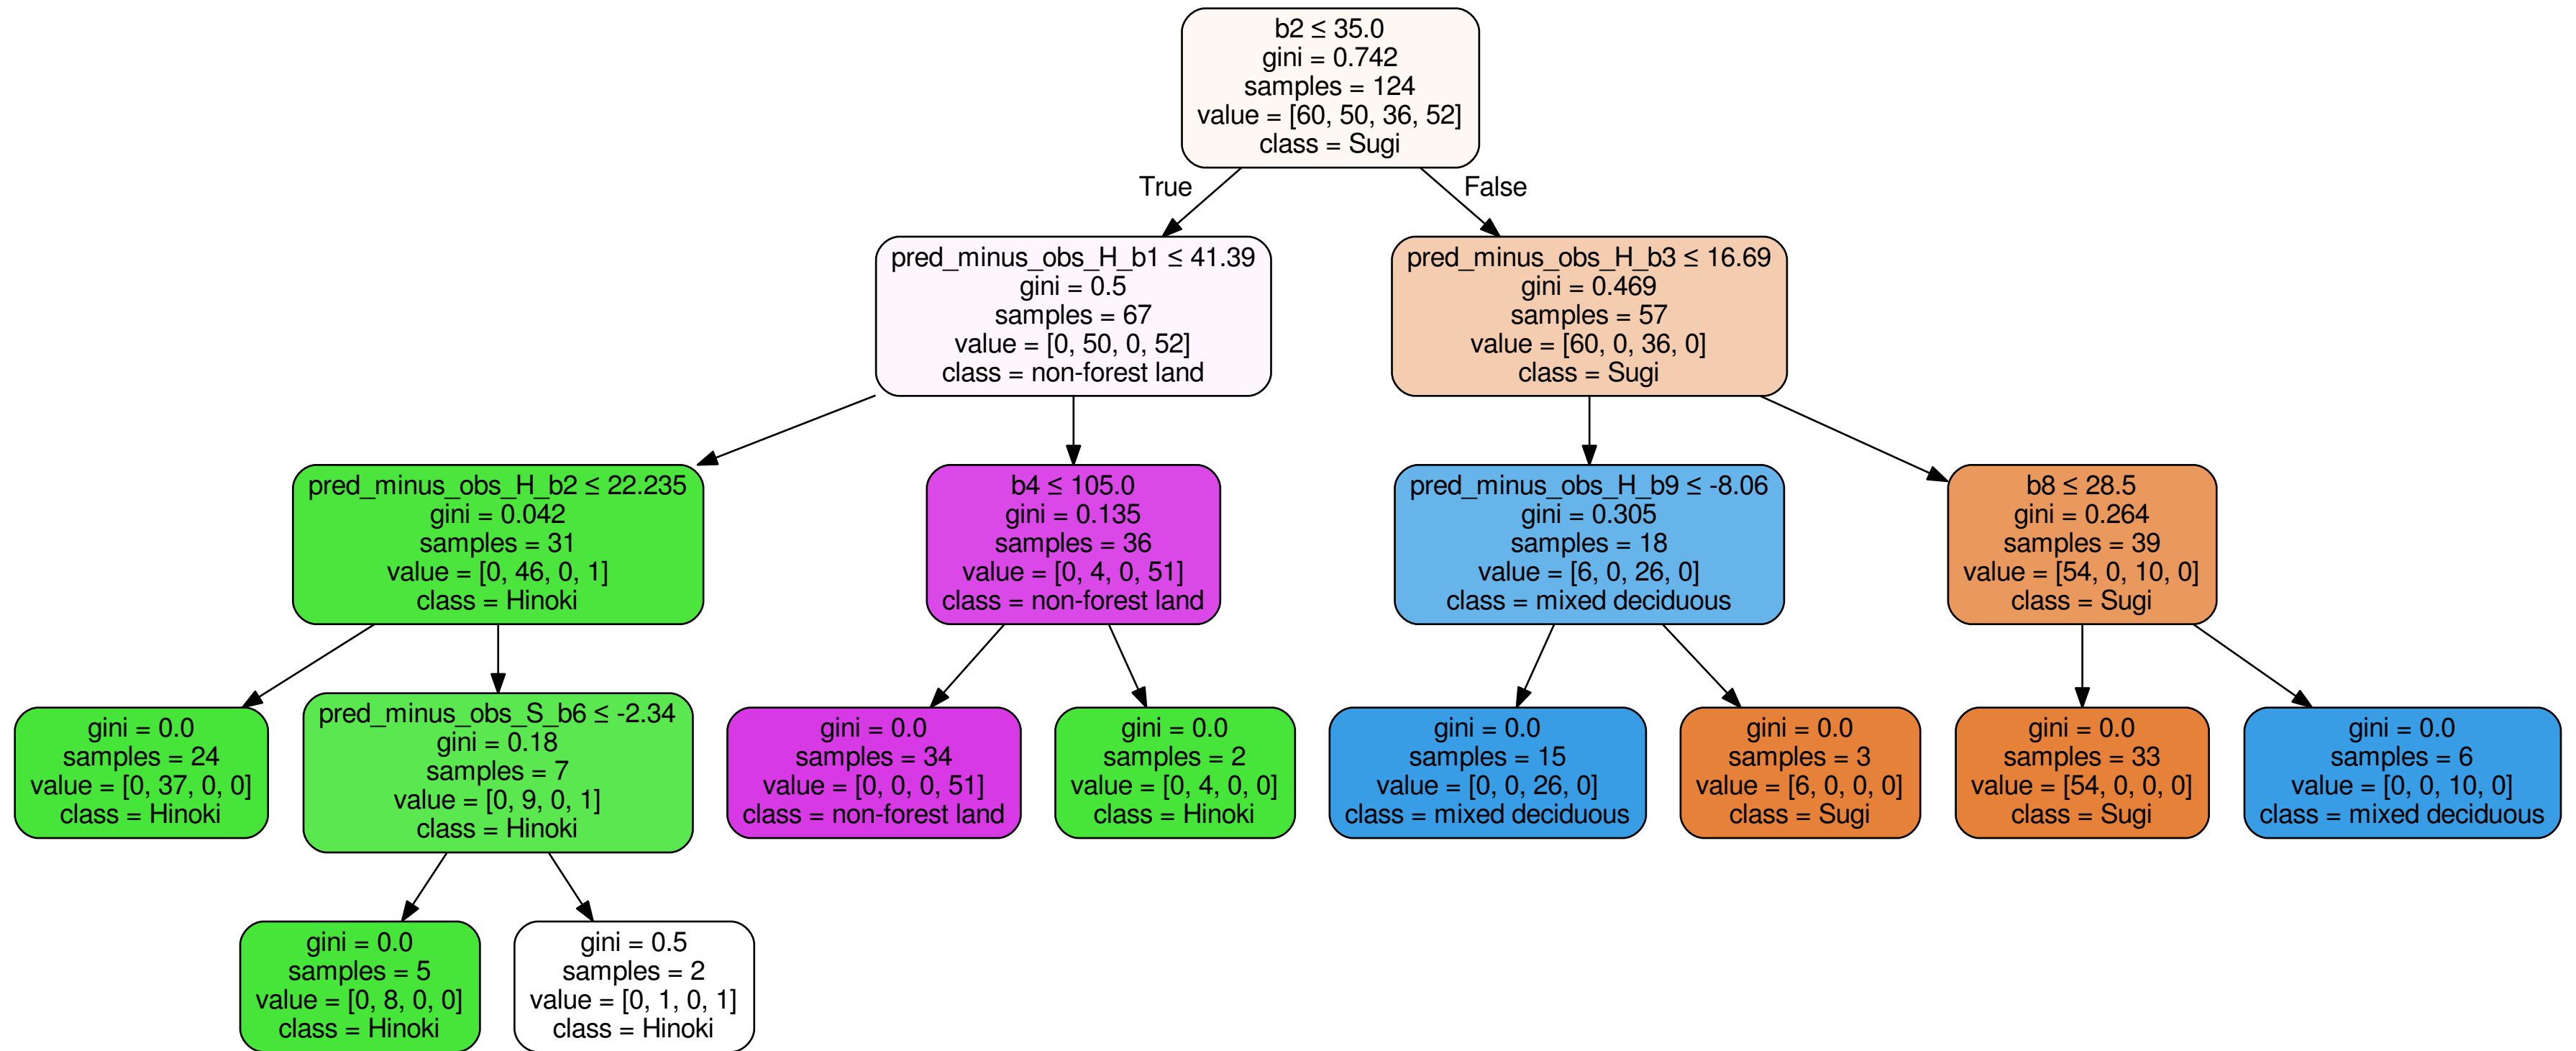 b2 ≤ 35.0
gini = 0.742
samples = 124
value = [60, 50, 36, 52]
class = Sugi
True
False
pred_minus_obs_H_b1 ≤ 41.39
gini = 0.5
samples = 67
value = [0, 50, 0, 52]
class = non-forest land
pred_minus_obs_H_b3 ≤ 16.69
gini = 0.469
samples = 57
value = [60, 0, 36, 0]
class = Sugi
pred_minus_obs_H_b2 ≤ 22.235
gini = 0.042
samples = 31
value = [0, 46, 0, 1]
class = Hinoki
b4 ≤ 105.0
gini = 0.135
samples = 36
value = [0, 4, 0, 51]
class = non-forest land
pred_minus_obs_H_b9 ≤ -8.06
gini = 0.305
samples = 18
value = [6, 0, 26, 0]
class = mixed deciduous
b8 ≤ 28.5
gini = 0.264
samples = 39
value = [54, 0, 10, 0]
class = Sugi
gini = 0.0
samples = 24
value = [0, 37, 0, 0]
class = Hinoki
pred_minus_obs_S_b6 ≤ -2.34
gini = 0.18
samples = 7
value = [0, 9, 0, 1]
class = Hinoki
gini = 0.0
samples = 34
value = [0, 0, 0, 51]
class = non-forest land
gini = 0.0
samples = 2
value = [0, 4, 0, 0]
class = Hinoki
gini = 0.0
samples = 15
value = [0, 0, 26, 0]
class = mixed deciduous
gini = 0.0
samples = 3
value = [6, 0, 0, 0]
class = Sugi
gini = 0.0
samples = 33
value = [54, 0, 0, 0]
class = Sugi
gini = 0.0
samples = 6
value = [0, 0, 10, 0]
class = mixed deciduous
gini = 0.0
samples = 5
value = [0, 8, 0, 0]
class = Hinoki
gini = 0.5
samples = 2
value = [0, 1, 0, 1]
class = Hinoki